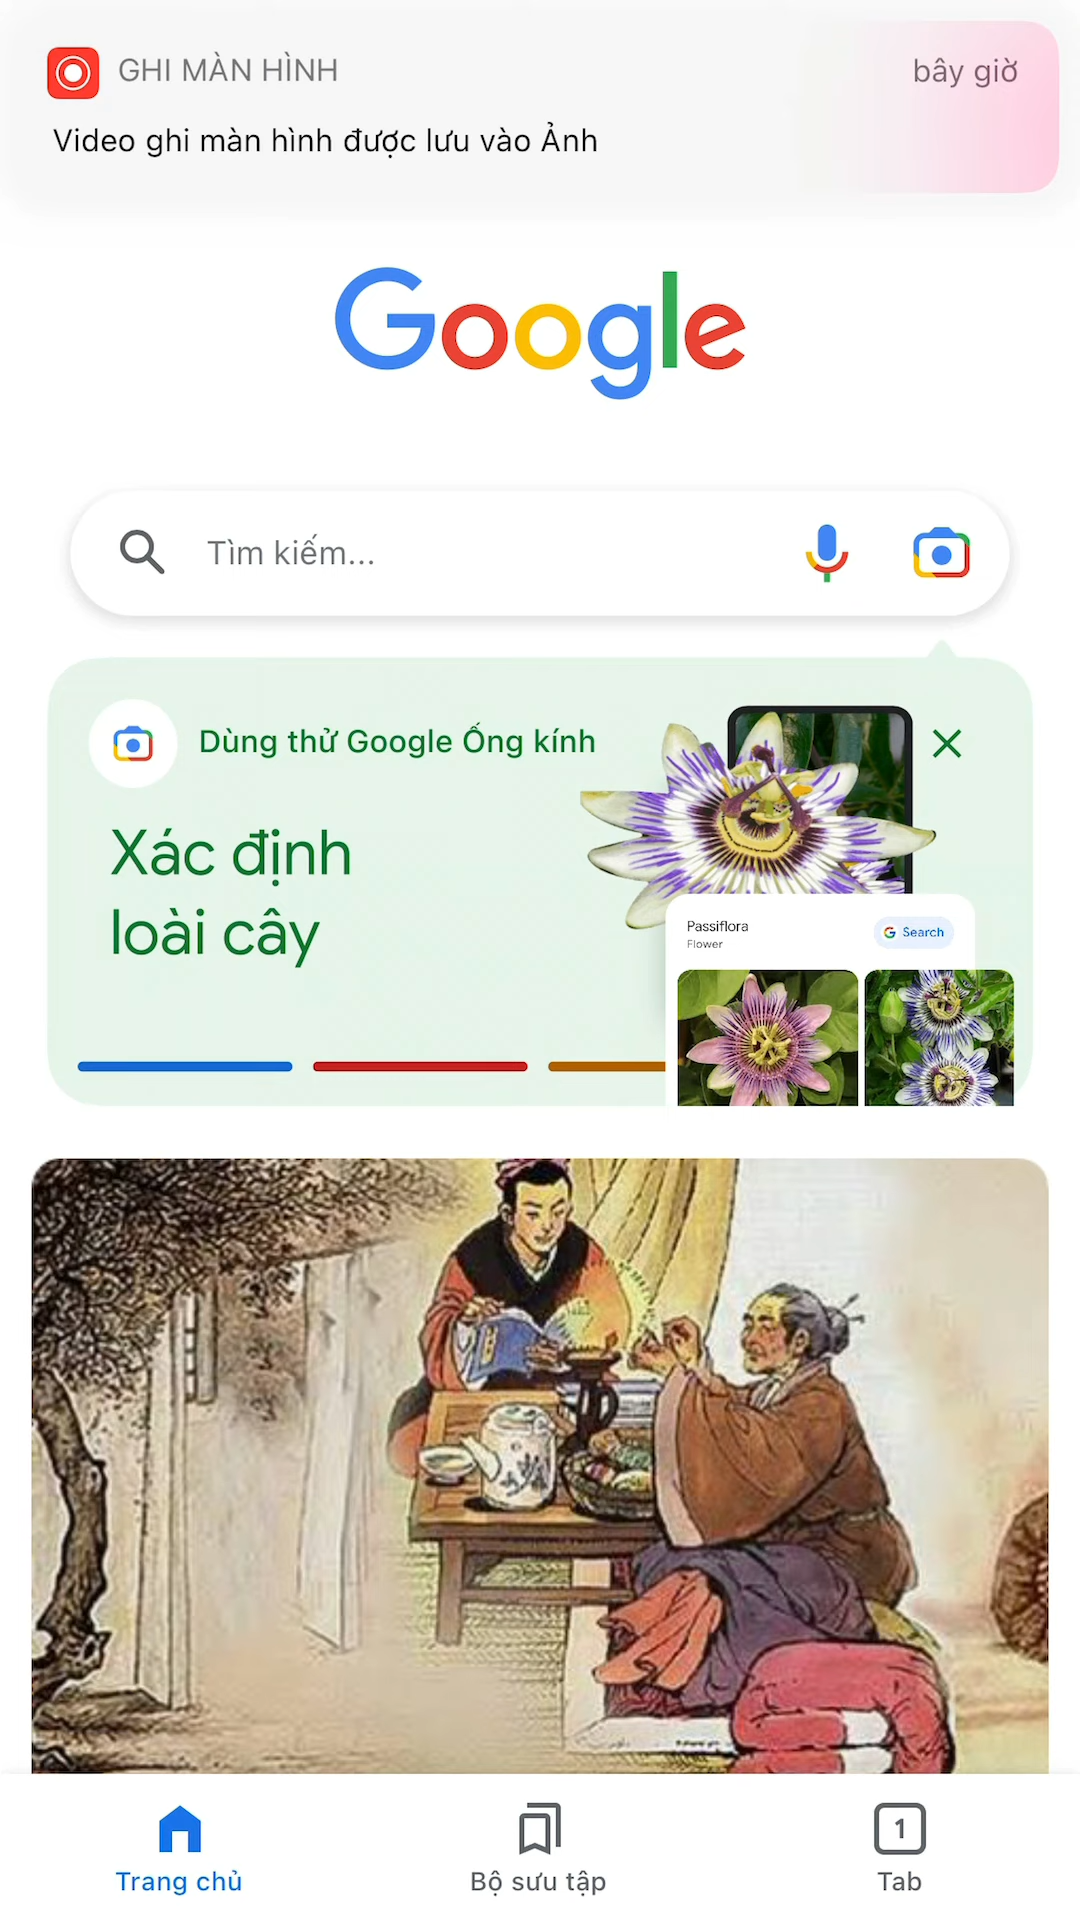 GHI MÀN HÌNH
bây giờ
Video ghi màn hình được lưu vào Ảnh
Google
Tìm kiếm...
Dùng thử Google Ống kính
Xác định
loài cây
Passiflora
Flower
Search
Trang chủ
Bộ sưu tập
1
Tab